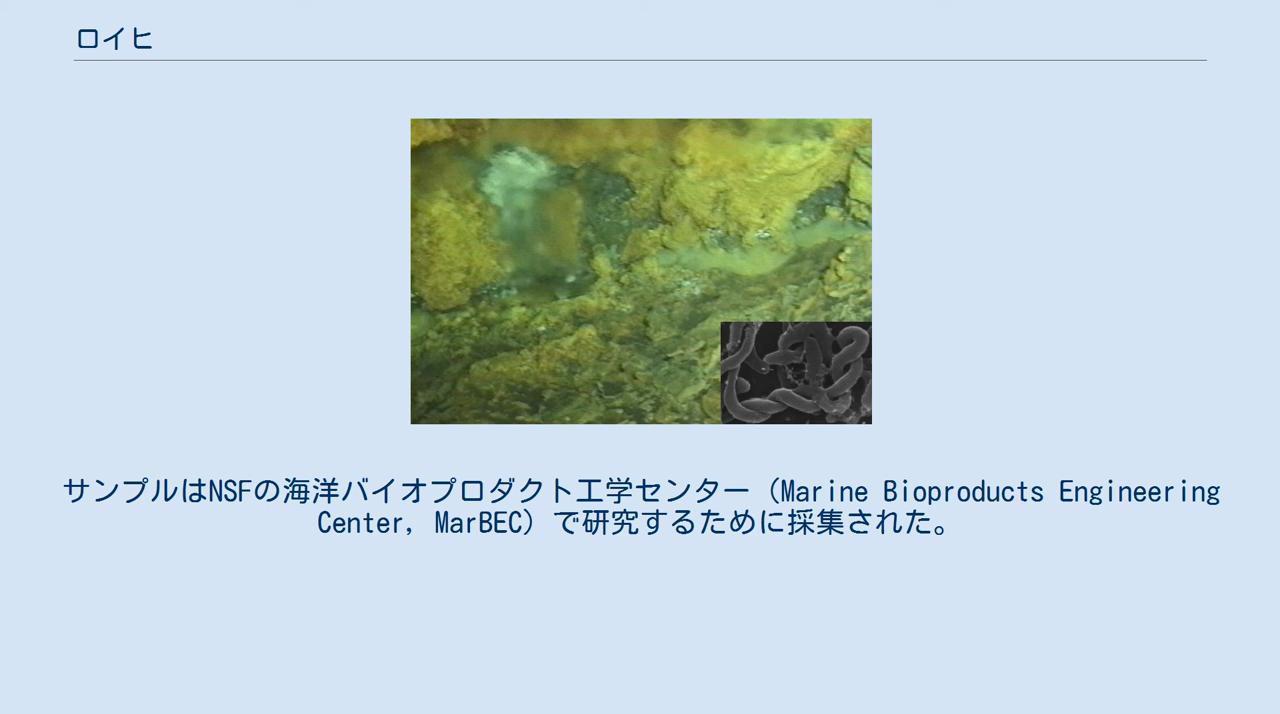 ロイヒ
サンプルはNSFの海洋バイオプロダクト工学センター（Marine Bioproducts Engineering
Center, MarBEC）で研究するために採集された。